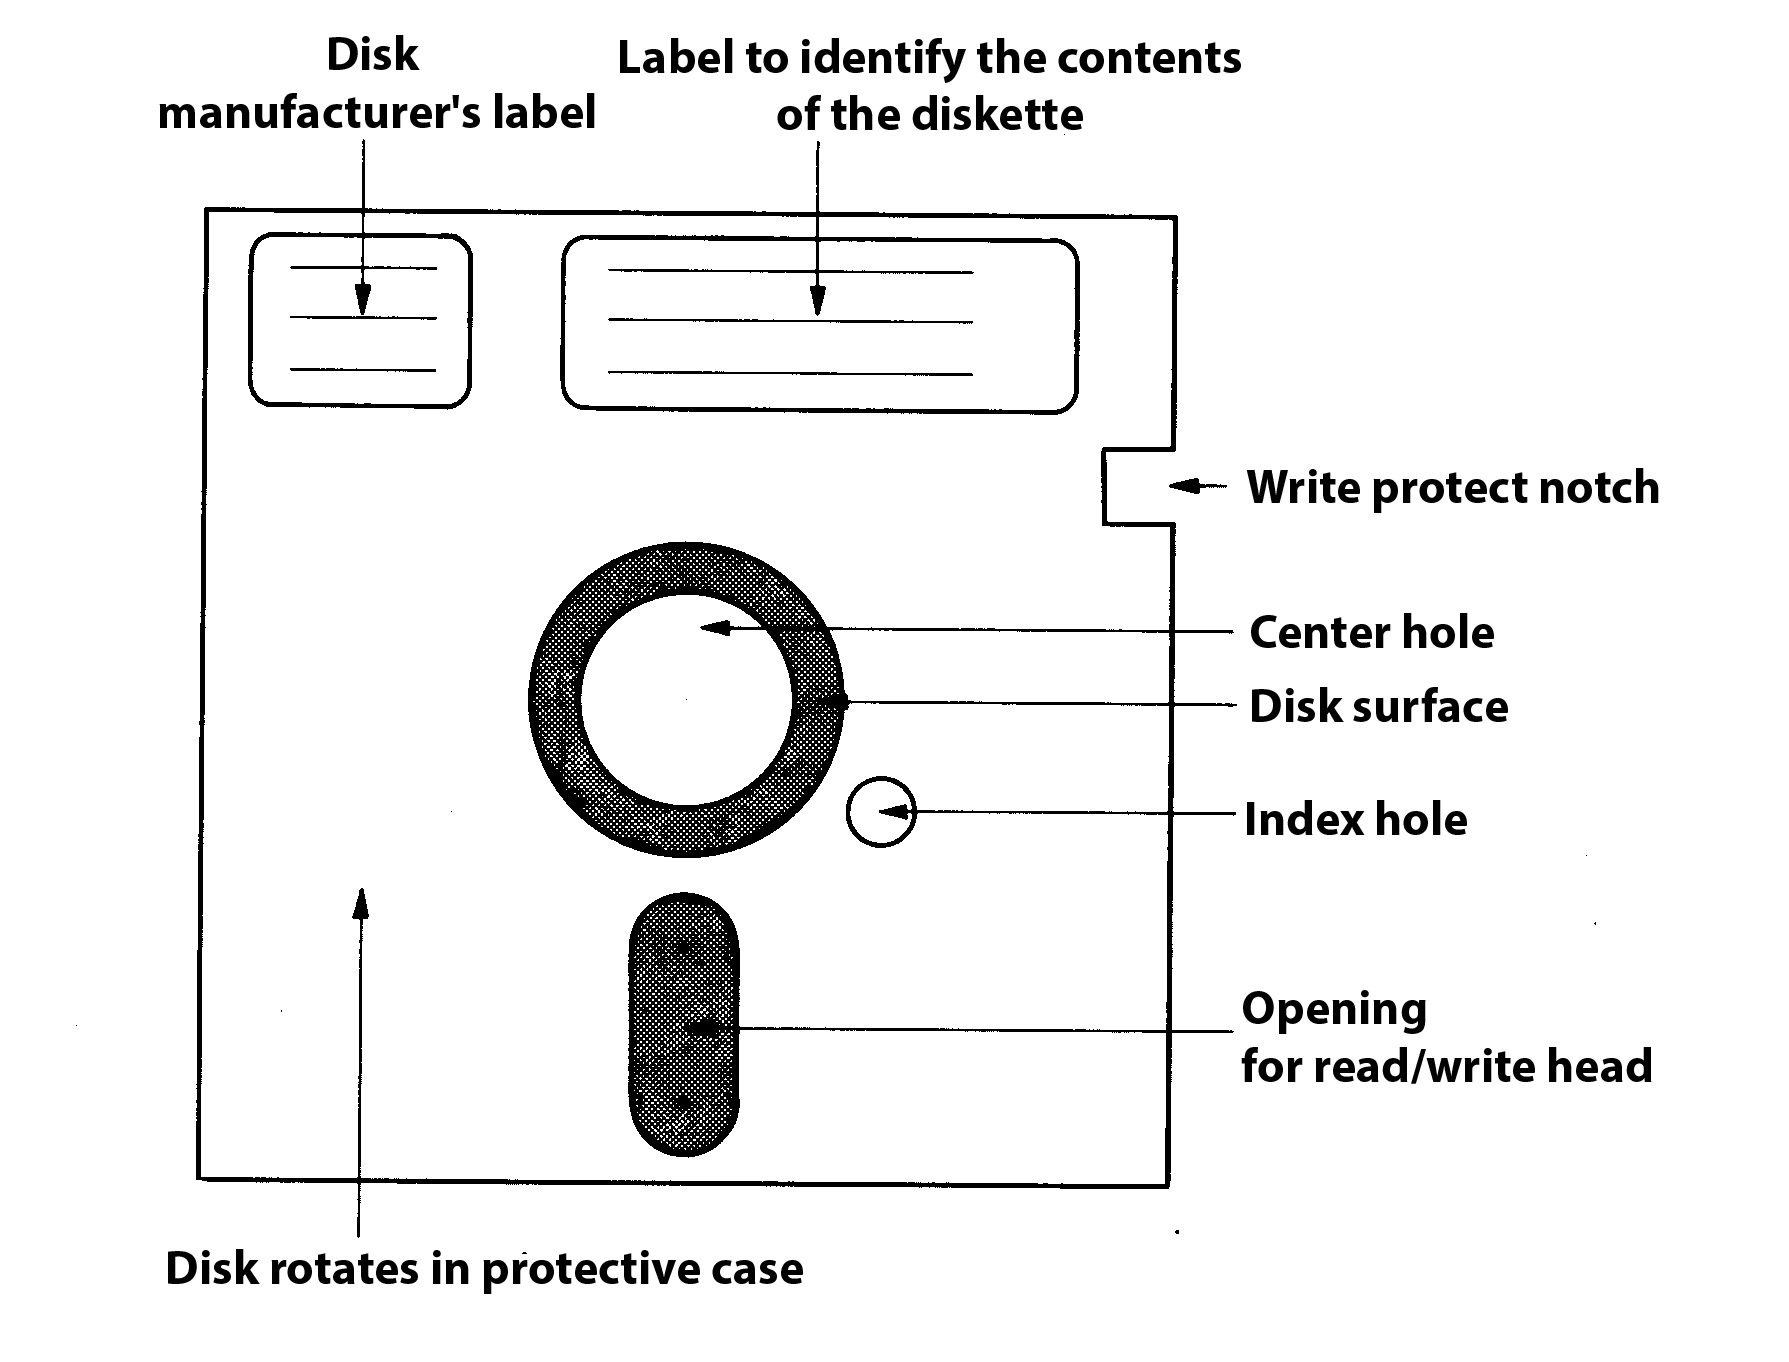 Disk
manufacturer's label
Label to identify the contents
of the diskette
Write protect notch
Center hole
Disk surface
Index hole
Opening
for read/write head
Disk rotates in protective case